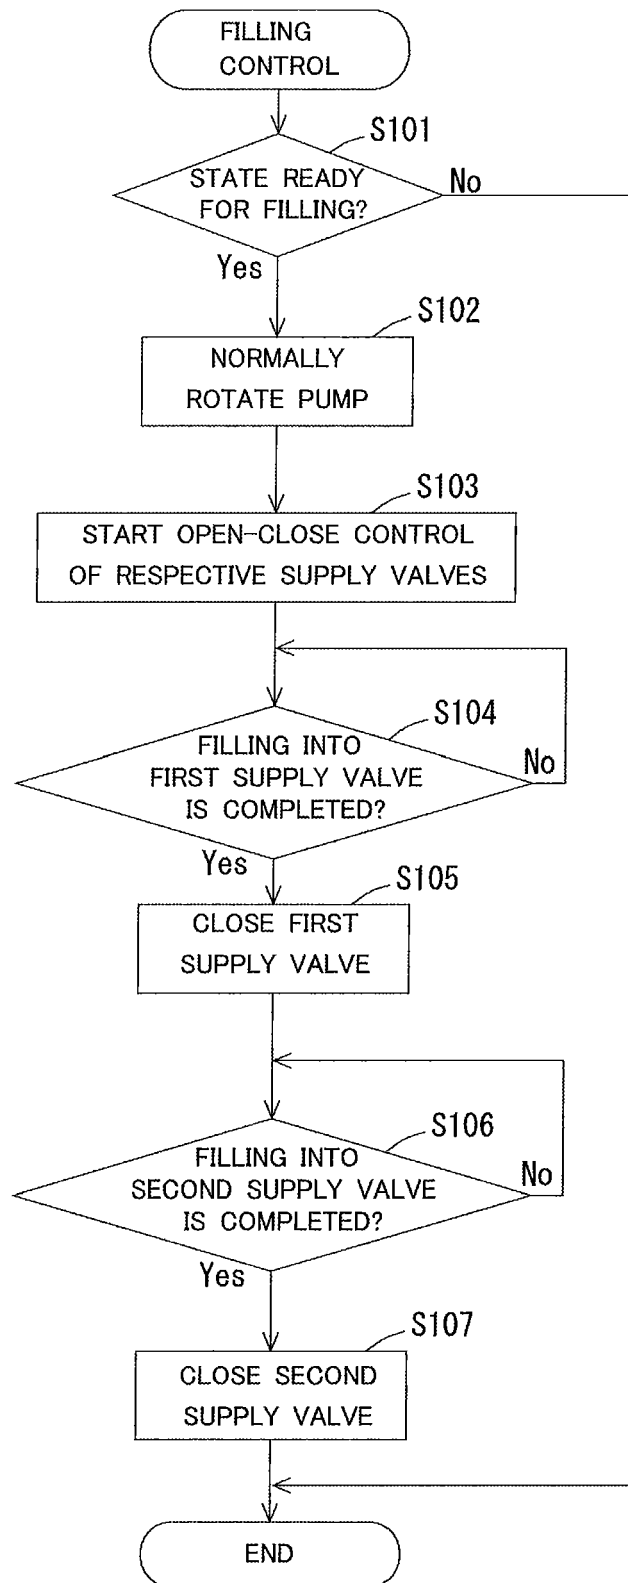 FILLING
CONTROL
S101
STATE READY
FOR FILLING?
No
Yes
S102
NORMALLY
ROTATE PUMP
S103
START OPEN-CLOSE CONTROL
OF RESPECTIVE SUPPLY VALVES
S104
FILLING INTO
FIRST SUPPLY VALVE
IS COMPLETED?
No
Yes
S105
CLOSE FIRST
SUPPLY VALVE
S106
FILLING INTO
SECOND SUPPLY VALVE
IS COMPLETED?
No
Yes
S107
CLOSE SECOND
SUPPLY VALVE
END